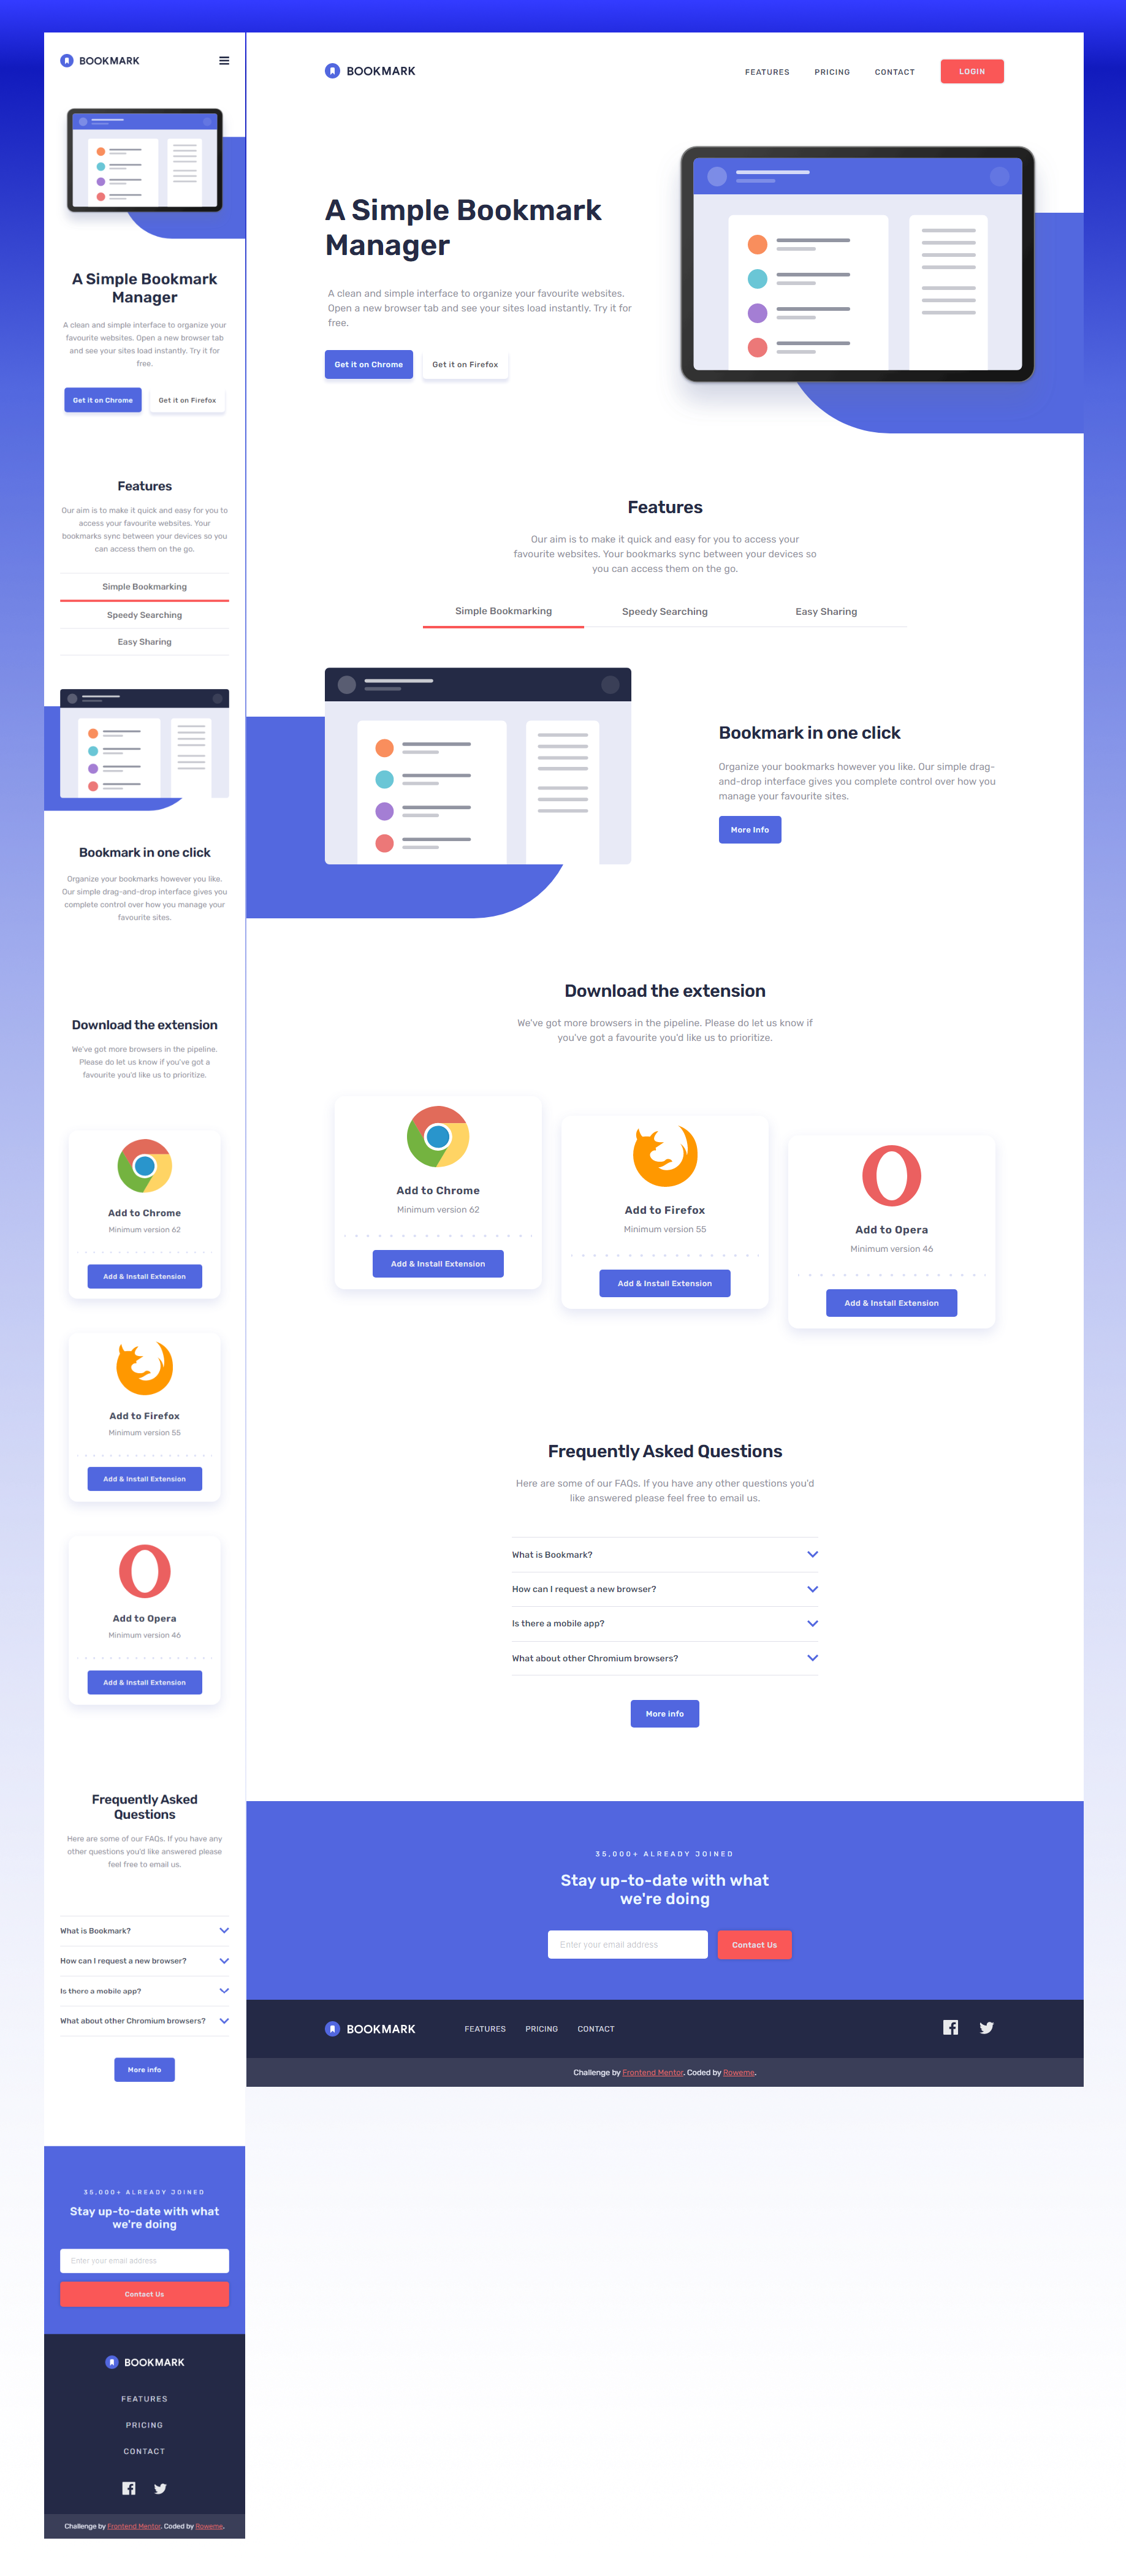 BOOKMARK
A Simple Bookmark
Manager
A clean and simple interface to organize your
favourite websites. Open a new browser tab
and see your sites load instantly. Try it for
free.
Get it on Chrome
Get it on Firefox
Features
Our aim is to make it quick and easy for you to
access your favourite websites. Your
bookmarks sync between your devices so you
can access them on the go.
Simple Bookmarking
Speedy Searching
Easy Sharing
Bookmark in one click
Organize your bookmarks however you like.
Our simple drag-and-drop interface gives you
complete control over how you manage your
favourite sites.
Download the extension
We've got more browsers in the pipeline.
Please do let us know if you've got a
favourite you'd like us to prioritize.
Add to Chrome
Minimum version 62
Add & Install Extension
Add to Firefox
Minimum version 55
Add & Install Extension
Add to Opera
Minimum version 46
Add & Install Extension
Frequently Asked
Questions
Here are some of our FAQs. If you have any
other questions you'd like answered please
feel free to email us.
What is Bookmark?
How can I request a new browser?
Is there a mobile app?
What about other Chromium browsers?
More info
35,000+ ALREADY JOINED
Stay up-to-date with what
we're doing
Enter your email address
Contact Us
BOOKMARK
FEATURES
PRICING
CONTACT
Challenge by Frontend Mentor. Coded by Roweme.
BOOKMARK
FEATURES
PRICING
CONTACT
LOGIN
A Simple Bookmark
Manager
A clean and simple interface to organize your favourite websites.
Open a new browser tab and see your sites load instantly. Try it for
free.
Get it on Chrome
Get it on Firefox
Features
Our aim is to make it quick and easy for you to access your
favourite websites. Your bookmarks sync between your devices so
you can access them on the go.
Simple Bookmarking
Speedy Searching
Easy Sharing
Bookmark in one click
Organize your bookmarks however you like. Our simple drag-
and-drop interface gives you complete control over how you
manage your favourite sites.
More Info
Download the extension
We've got more browsers in the pipeline. Please do let us know if
you've got a favourite you'd like us to prioritize.
Add to Chrome
Minimum version 62
Add & Install Extension
Add to Firefox
Minimum version 55
Add & Install Extension
Add to Opera
Minimum version 46
Add & Install Extension
Frequently Asked Questions
Here are some of our FAQs. If you have any other questions you'd
like answered please feel free to email us.
What is Bookmark?
How can I request a new browser?
Is there a mobile app?
What about other Chromium browsers?
More info
35,000+ ALREADY JOINED
Stay up-to-date with what
we're doing
Enter your email address
Contact Us
BOOKMARK
FEATURES
PRICING
CONTACT
Challenge by Frontend Mentor. Coded by Roweme.